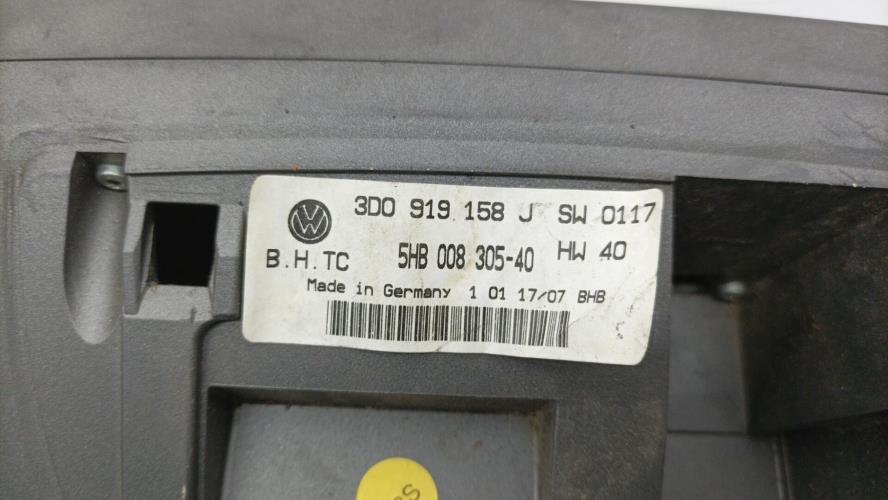 3D0 919 158 J SW 0117
B.H.TC 5HB 008 305-40 HW 40
Made in Germany 1 01 17/07 BHB